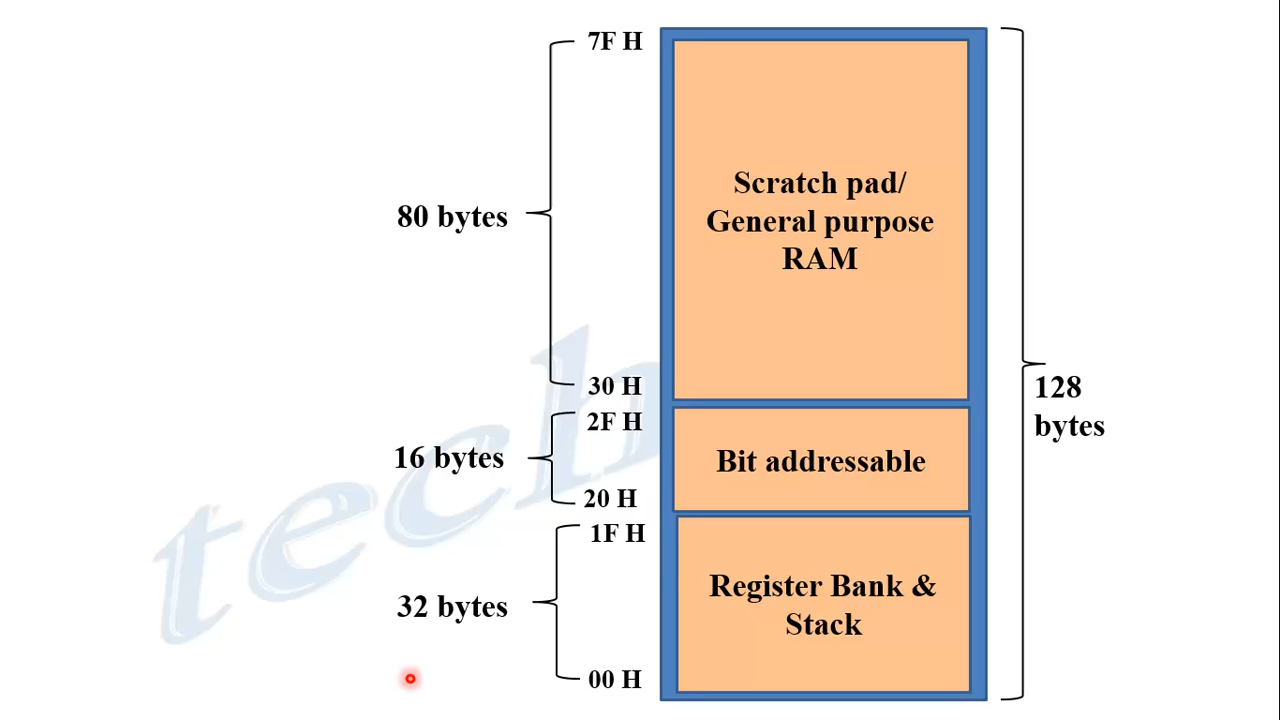 7F H
Scratch pad/
General purpose
RAM
80 bytes
30 H
128
bytes
2F H
16 bytes
Bit addressable
20 H
1F H
Register Bank &
Stack
32 bytes
00 H
tech